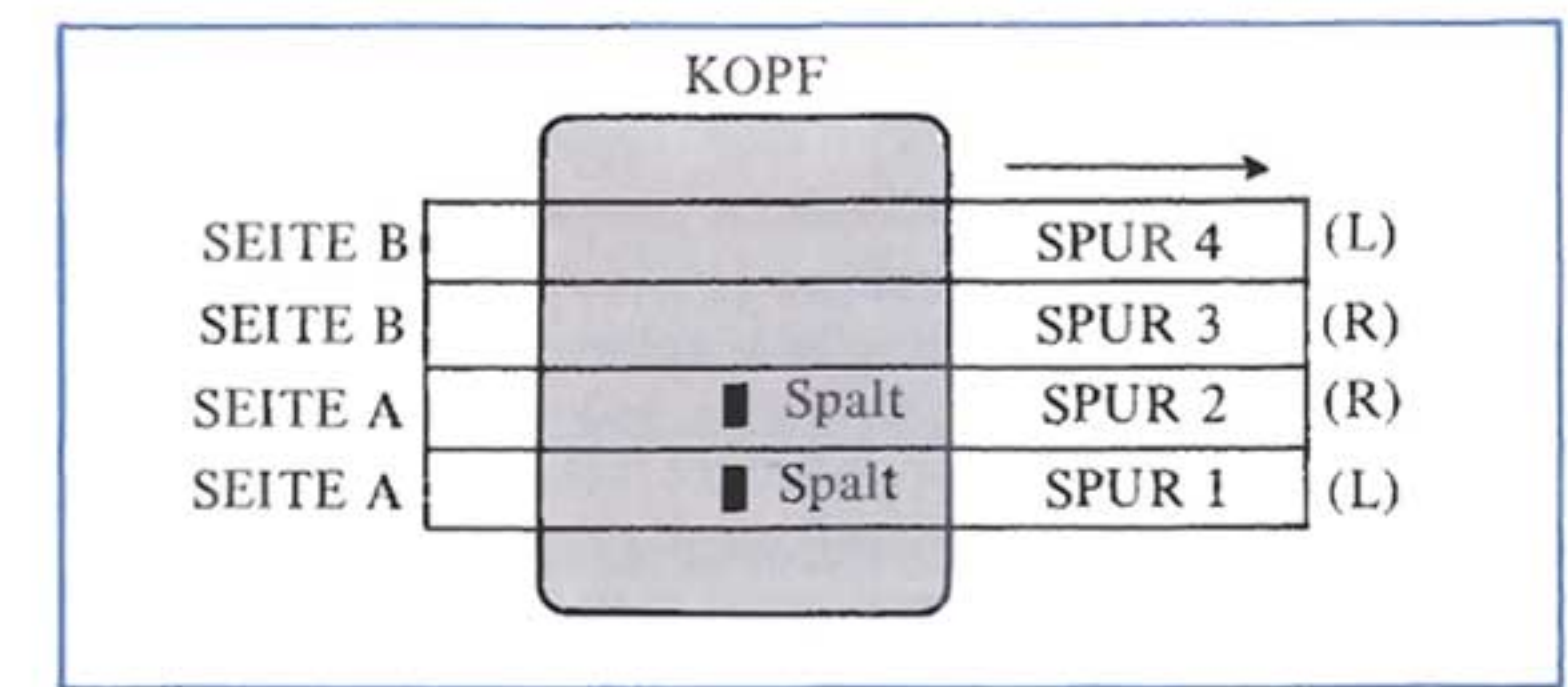 KOPF
SEITE B SPUR 4 (L)
SEITE B SPUR 3 (R)
SEITE A Spalt SPUR 2 (R)
SEITE A Spalt SPUR 1 (L)